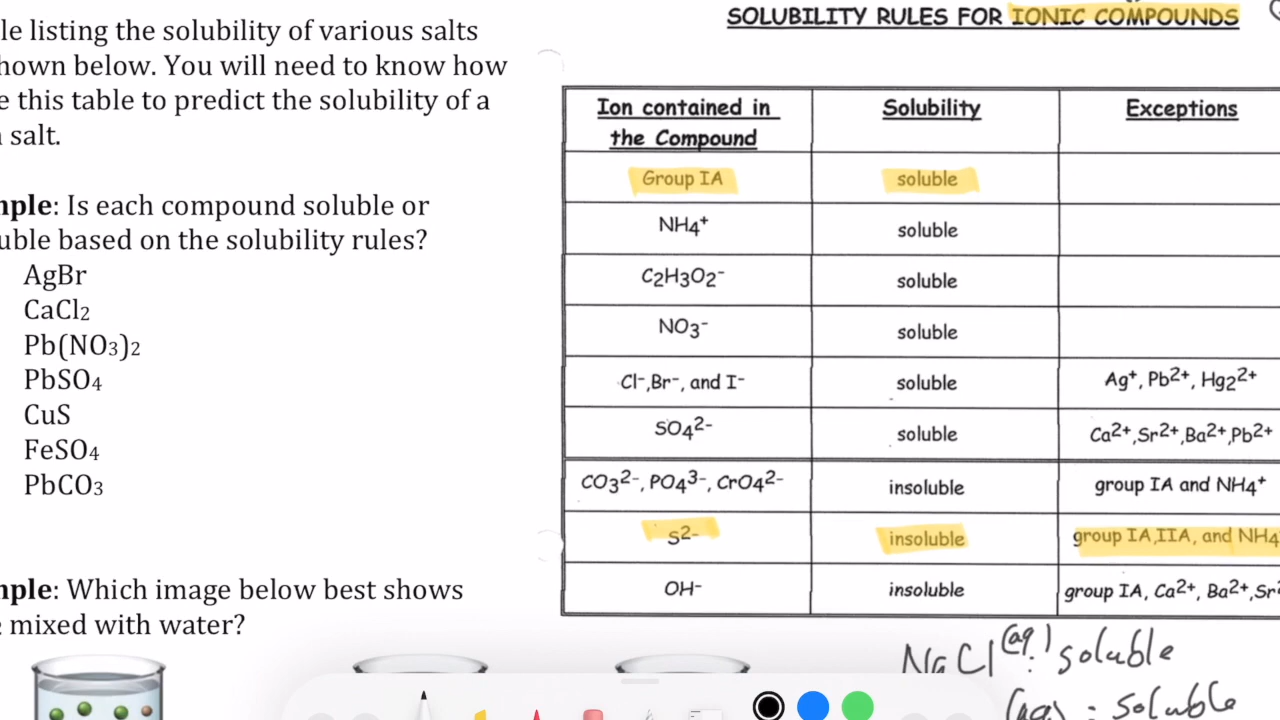 le listing the solubility of various salts
hown below. You will need to know how
e this table to predict the solubility of a
salt.
mple: Is each compound soluble or
uble based on the solubility rules?
AgBr
CaCl2
Pb(NO3)2
PbSO4
CuS
FeSO4
PbCO3
mple: Which image below best shows
mixed with water?
SOLUBILITY RULES FOR IONIC COMPOUNDS
Ion contained in the Compound Solubility Exceptions
Group IA soluble
NH4+ soluble
C2H3O2- soluble
NO3- soluble
Cl-,Br-, and I- soluble Ag+, Pb2+, Hg22+
SO42- soluble Ca2+,Sr2+,Ba2+,Pb2+
CO32-, PO43-, CrO42- insoluble group IA and NH4+
S2- insoluble group IA,IIA, and NH4
OH- insoluble group IA, Ca2+, Ba2+,Sr2
NaCl(aq) soluble
(aq) : soluble